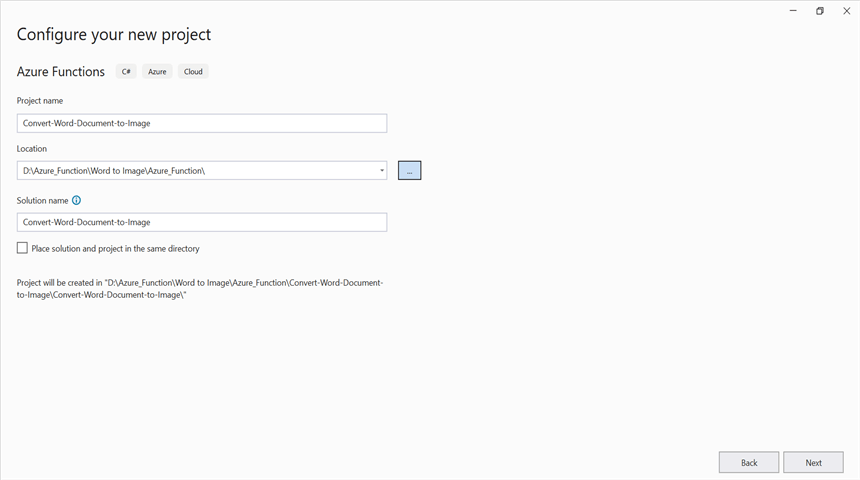 Configure your new project
Azure Functions C# Azure Cloud
Project name
Convert-Word-Document-to-Image
Location
D:\Azure_Function\Word to Image\Azure_Function\
...
Solution name
Convert-Word-Document-to-Image
Place solution and project in the same directory
Project will be created in "D:\Azure_Function\Word to Image\Azure_Function\Convert-Word-Document-
to-Image\Convert-Word-Document-to-Image\"
Back Next